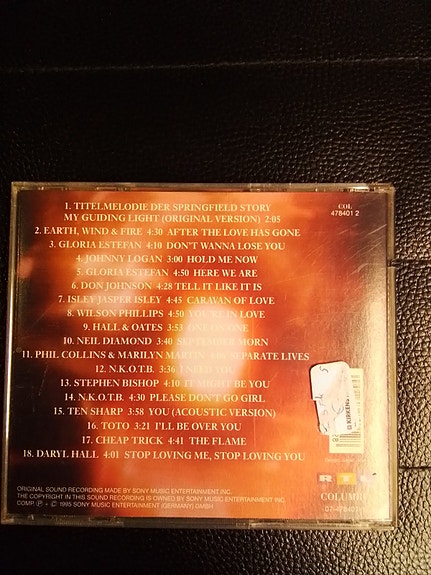 1. TITELMELODIE DER SPRINGFIELD STORY
MY GUIDING LIGHT (ORIGINAL VERSION) 2:05
COL
478401 2
2. EARTH, WIND & FIRE 4:30 AFTER THE LOVE HAS GONE
3. GLORIA ESTEFAN 4:10 DON'T WANNA LOSE YOU
4. JOHNNY LOGAN 3:00 HOLD ME NOW
5. GLORIA ESTEFAN 4:50 HERE WE ARE
6. DON JOHNSON 4:28 TELL IT LIKE IT IS
7. ISLEY JASPER ISLEY 4:45 CARAVAN OF LOVE
8. WILSON PHILLIPS 4:50 YOU'RE IN LOVE
9. HALL & OATES 3:53 ONE ON ONE
10. NEIL DIAMOND 3:40 SEPTEMBER MORN
11. PHIL COLLINS & MARILYN MARTIN SEPARATE LIVES
12. N.K.O.T.B. 3:36 I NEED YOU
13. STEPHEN BISHOP 4:10 IT MIGHT BE YOU
14. N.K.O.T.B. 4:30 PLEASE DON'T GO GIRL
15. TEN SHARP 3:58 YOU (ACOUSTIC VERSION)
16. TOTO 3:21 I'LL BE OVER YOU
17. CHEAP TRICK 4:41 THE FLAME
18. DARYL HALL 4:01 STOP LOVING ME, STOP LOVING YOU
ORIGINAL SOUND RECORDING MADE BY SONY MUSIC ENTERTAINMENT INC.
THE COPYRIGHT IN THIS SOUND RECORDING IS OWNED BY SONY MUSIC ENTERTAINMENT INC.
COMP. ℗ + © 1995 SONY MUSIC ENTERTAINMENT (GERMANY) GMBH